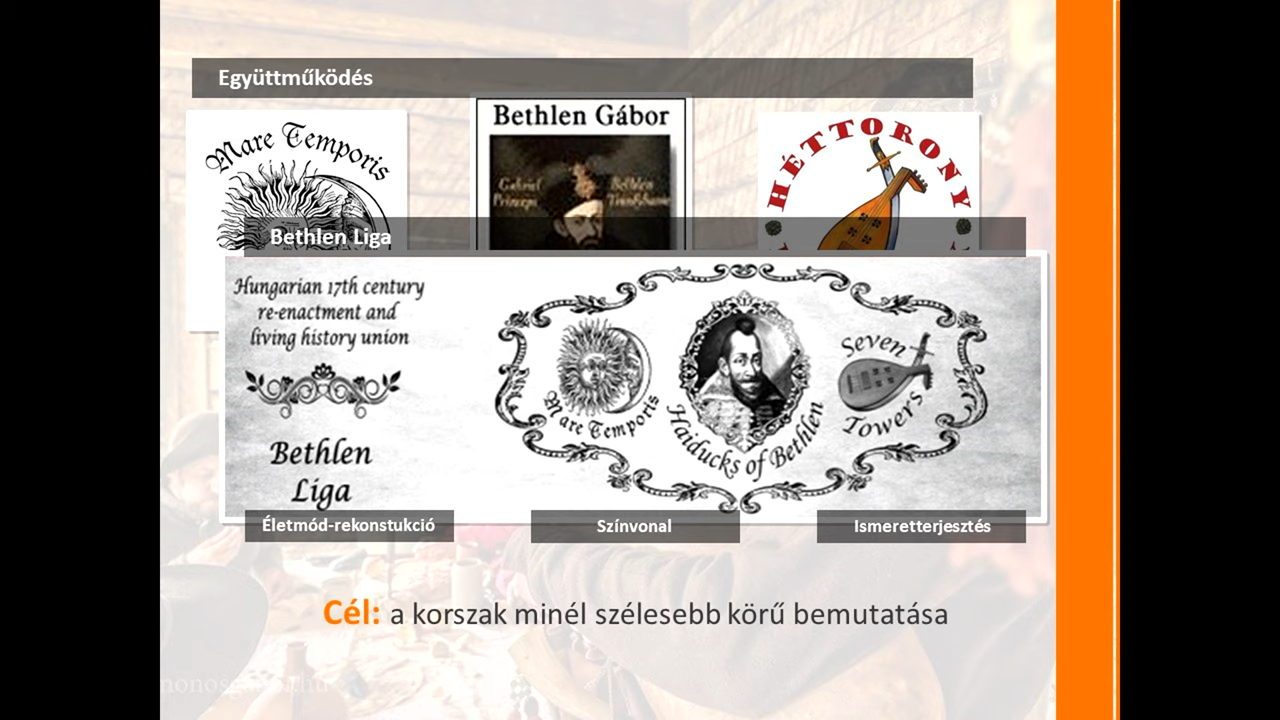 Együttműködés
Mare Temporis
Bethlen Gábor
Gabriel Bethlen
Princeps Transylvaniae
HÉTTORONY
Bethlen Liga
Hungarian 17th century
re-enactment and
living history union
Bethlen
Liga
Mare Temporis
Haiducks of Bethlen
Seven
Towers
Életmód-rekonstukció
Színvonal
Ismeretterjesztés
Cél: a korszak minél szélesebb körű bemutatása